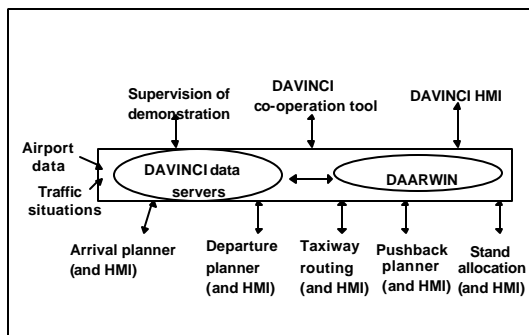 Supervision of
demonstration
DAVINCI
co-operation tool
DAVINCI HMI
Airport
data
Traffic
situations
DAVINCI data
servers
DAARWIN
Arrival planner
(and HMI)
Departure
planner
(and HMI)
Taxiway
routing
(and HMI)
Pushback
planner
(and HMI)
Stand
allocation
(and HMI)